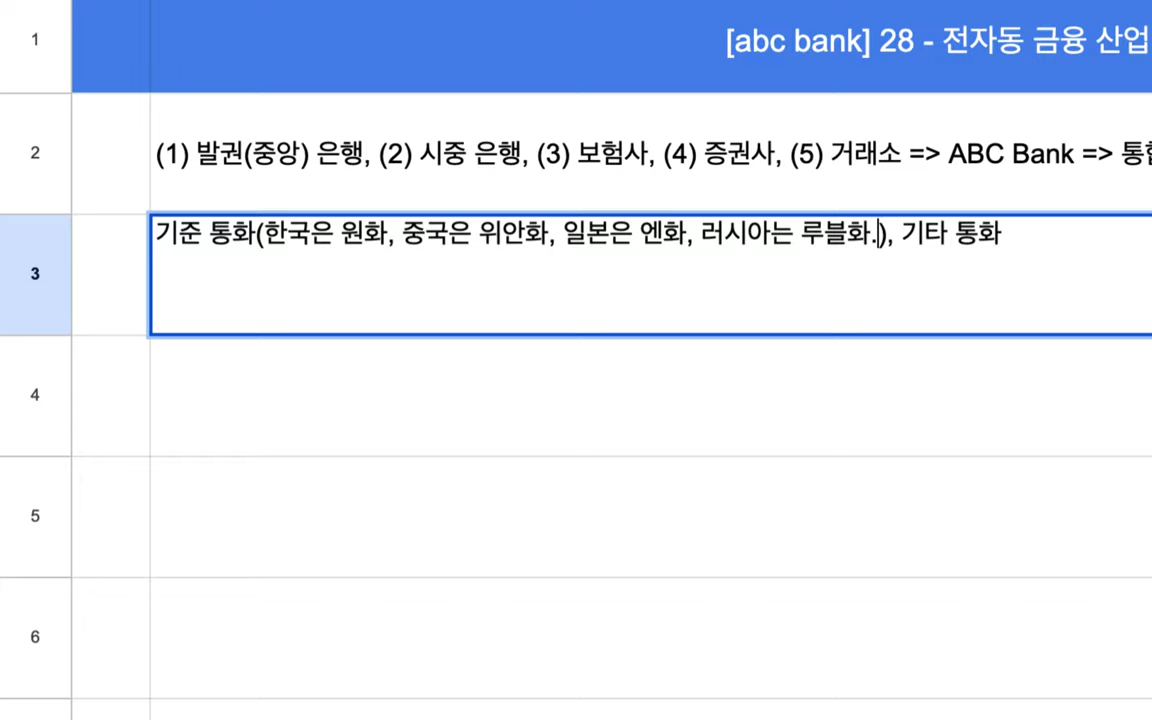 1
[abc bank] 28 - 전자동 금융 산업
2
(1) 발권(중앙) 은행, (2) 시중 은행, (3) 보험사, (4) 증권사, (5) 거래소 => ABC Bank =>
3
기준 통화(한국은 원화, 중국은 위안화, 일본은 엔화, 러시아는 루블화.), 기타 통화
4
5
6